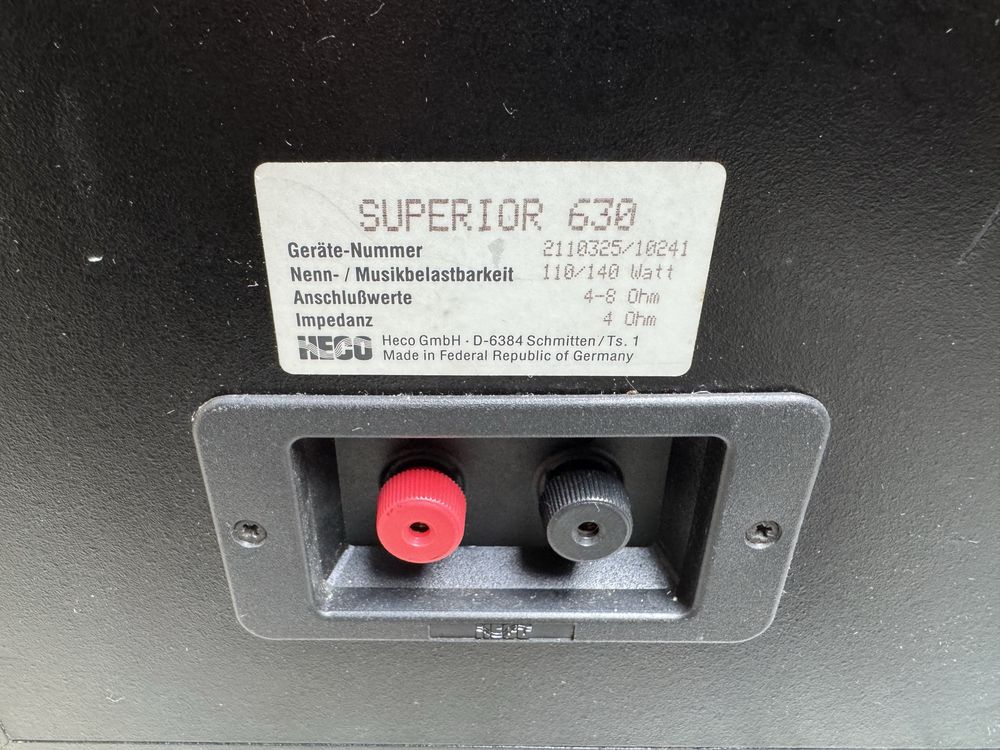 SUPERIOR 630
Geräte-Nummer 2110325/10241
Nenn- / Musikbelastbarkeit 110/140 Watt
Anschlußwerte 4-8 Ohm
Impedanz 4 Ohm
HECO Heco GmbH · D-6384 Schmitten/Ts. 1
Made in Federal Republic of Germany
HECO